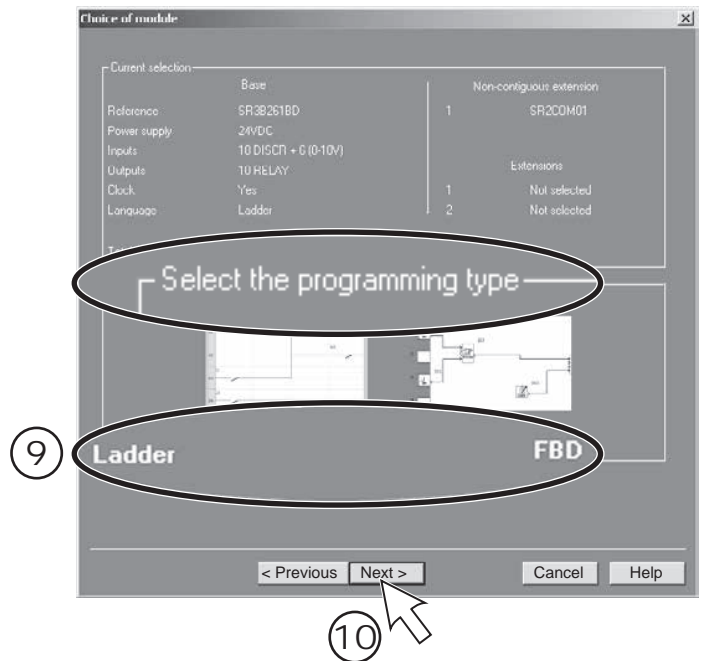 Choice of module
Current selection
Base
Non-contiguous extension
Reference SR3B261BD 1 SR2COM01
Power supply 24VDC
Inputs 10 DISCR + 6 (0-10V)
Outputs 10 RELAY Extensions
Clock Yes 1 Not selected
Language Ladder 2 Not selected
Select the programming type
9
Ladder FBD
< Previous Next > Cancel Help
10